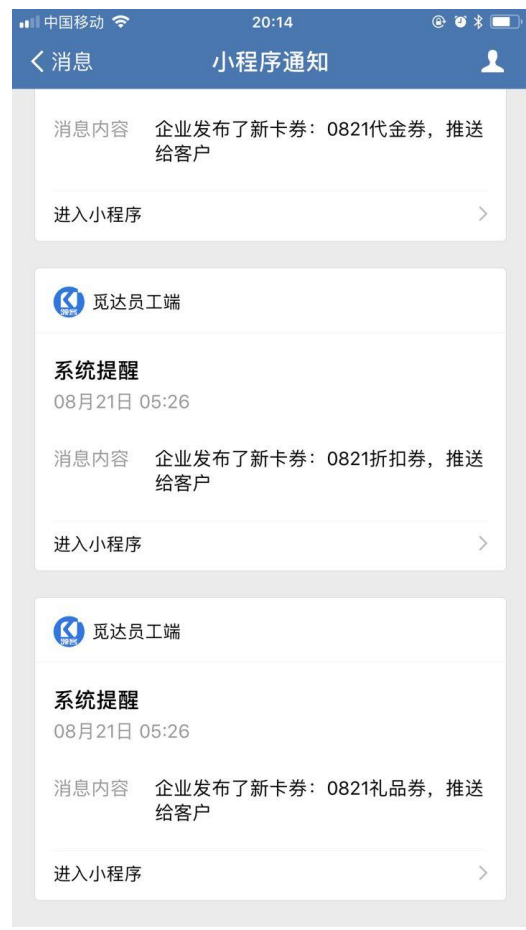 中国移动 20:14
消息 小程序通知
消息内容 企业发布了新卡券：0821代金券，推送
给客户
进入小程序
觅达员工端
系统提醒
08月21日 05:26
消息内容 企业发布了新卡券：0821折扣券，推送
给客户
进入小程序
觅达员工端
系统提醒
08月21日 05:26
消息内容 企业发布了新卡券：0821礼品券，推送
给客户
进入小程序